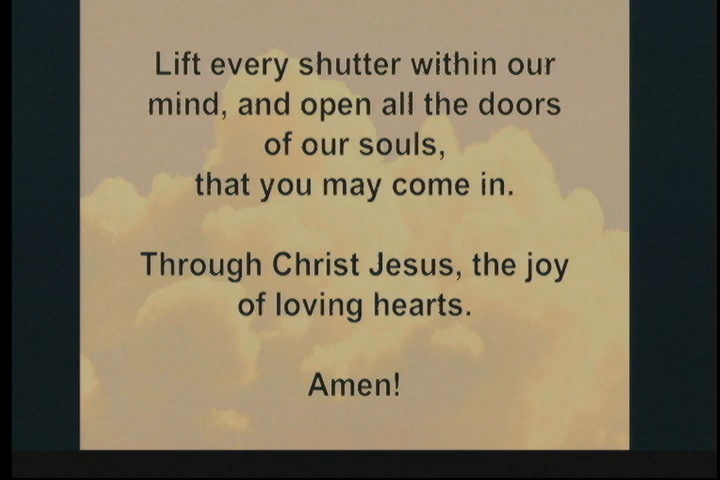 Lift every shutter within our
mind, and open all the doors
of our souls,
that you may come in.
Through Christ Jesus, the joy
of loving hearts.
Amen!